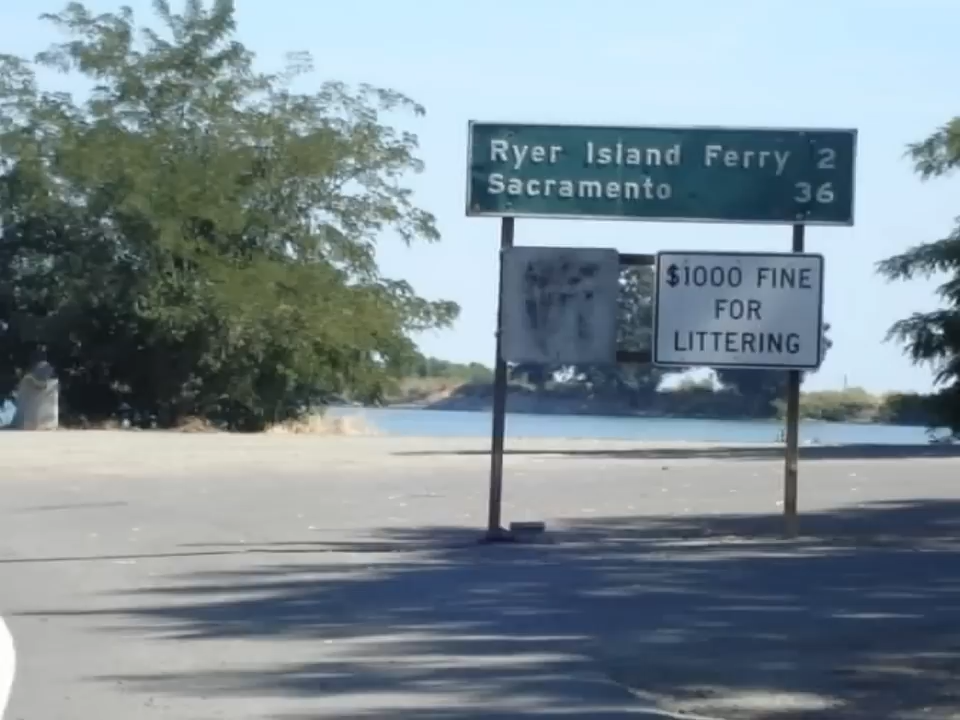 Ryer Island Ferry 2
Sacramento 36
$1000 FINE
FOR
LITTERING